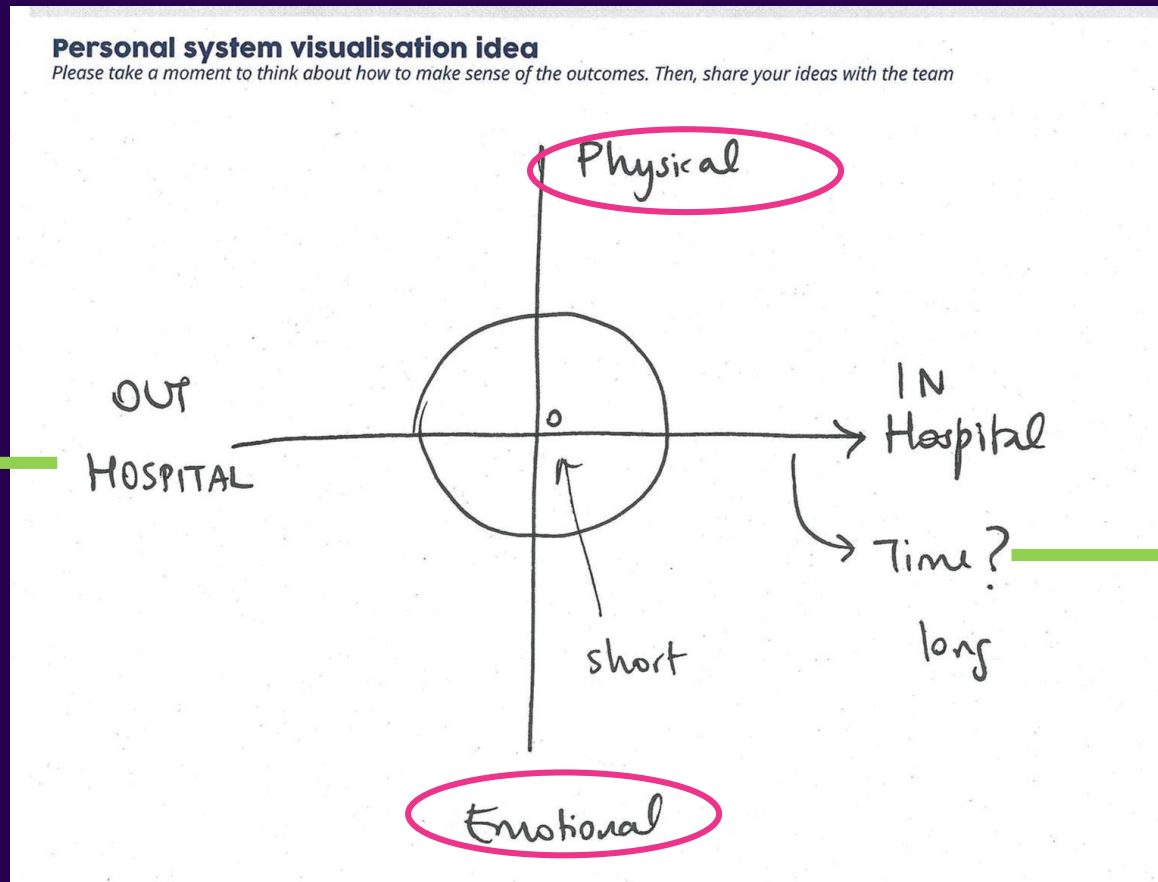 Personal system visualisation idea
Please take a moment to think about how to make sense of the outcomes. Then, share your ideas with the team
Physical
OUT
HOSPITAL
0
IN
Hospital
Time?
long
short
Emotional